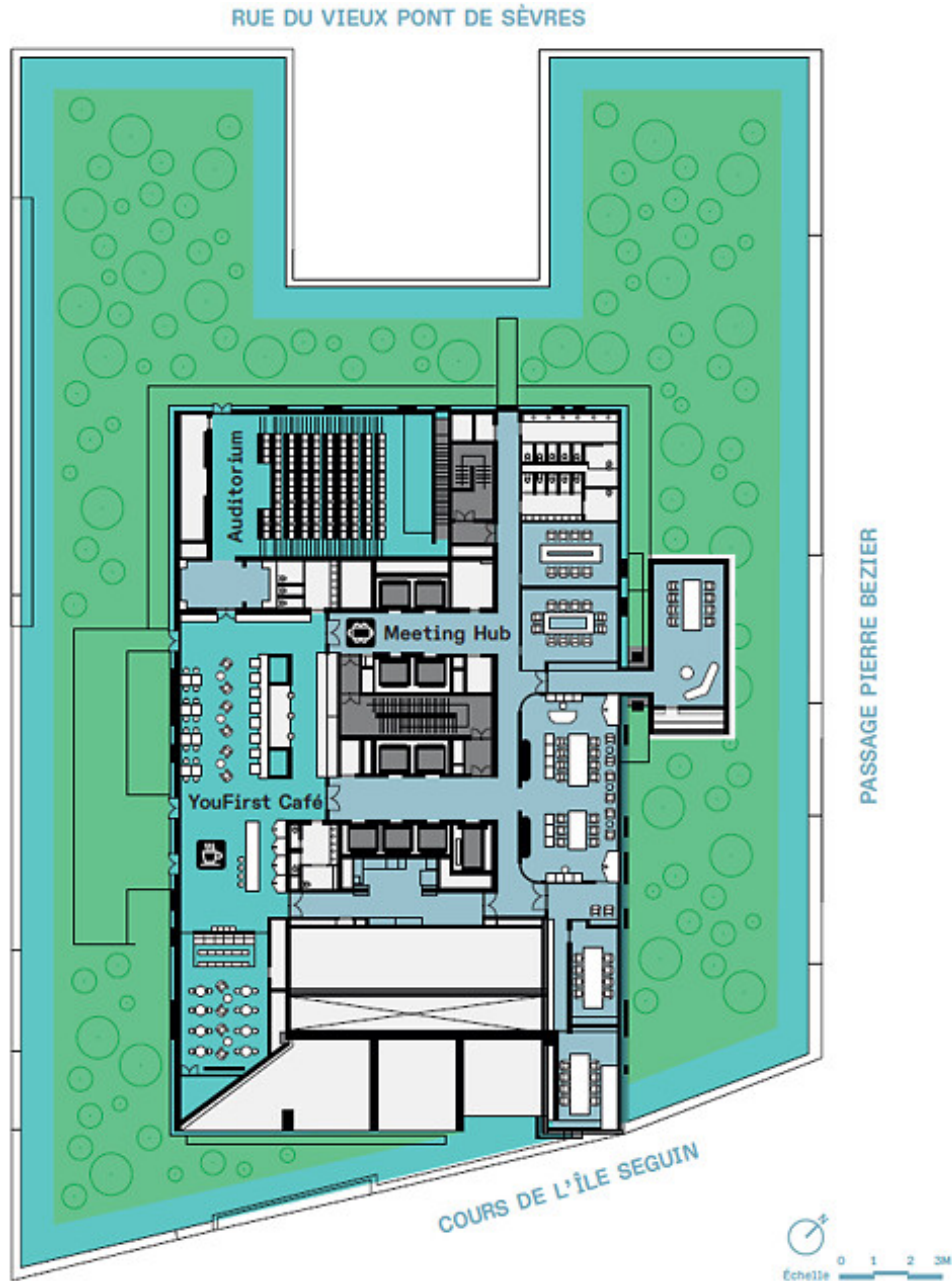 RUE DU VIEUX PONT DE SÈVRES
Auditorium
Meeting Hub
PASSAGE PIERRE BEZIER
YouFirst Café
COURS DE L'ÎLE SEGUIN
N
Échelle
0 1 2 3M